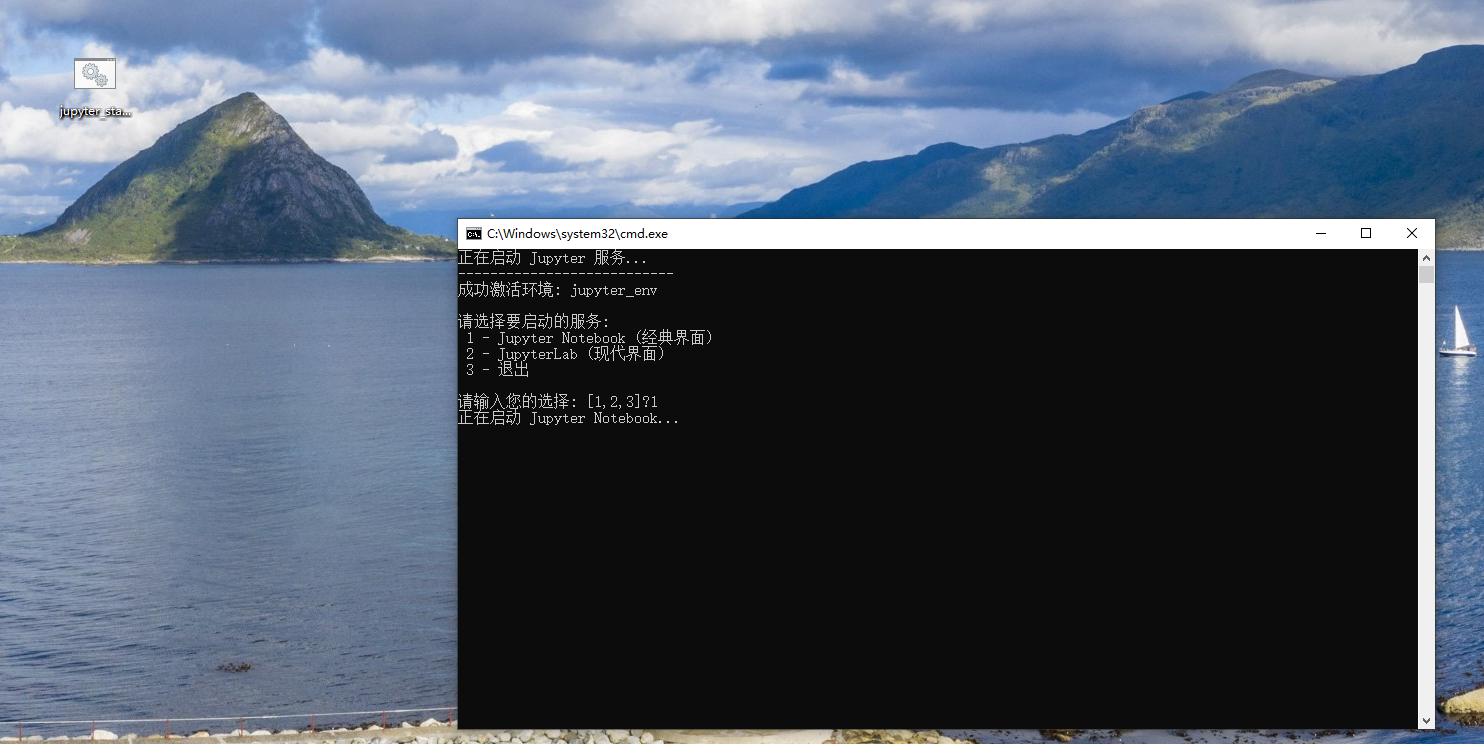 jupyter_sta...
C:\Windows\system32\cmd.exe
正在启动 Jupyter 服务...
---------------------------
成功激活环境: jupyter_env
请选择要启动的服务:
1 - Jupyter Notebook (经典界面)
2 - JupyterLab (现代界面)
3 - 退出
请输入您的选择: [1,2,3]?1
正在启动 Jupyter Notebook...